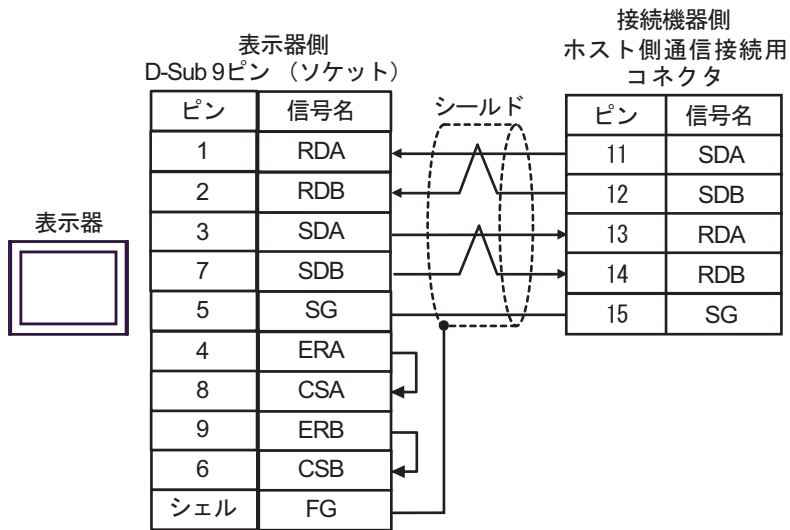 表示器側
D-Sub 9ピン （ソケット）
接続機器側
ホスト側通信接続用
コネクタ
シールド
表示器
ピン 信号名
1 RDA
2 RDB
3 SDA
7 SDB
5 SG
4 ERA
8 CSA
9 ERB
6 CSB
シェル FG
ピン 信号名
11 SDA
12 SDB
13 RDA
14 RDB
15 SG